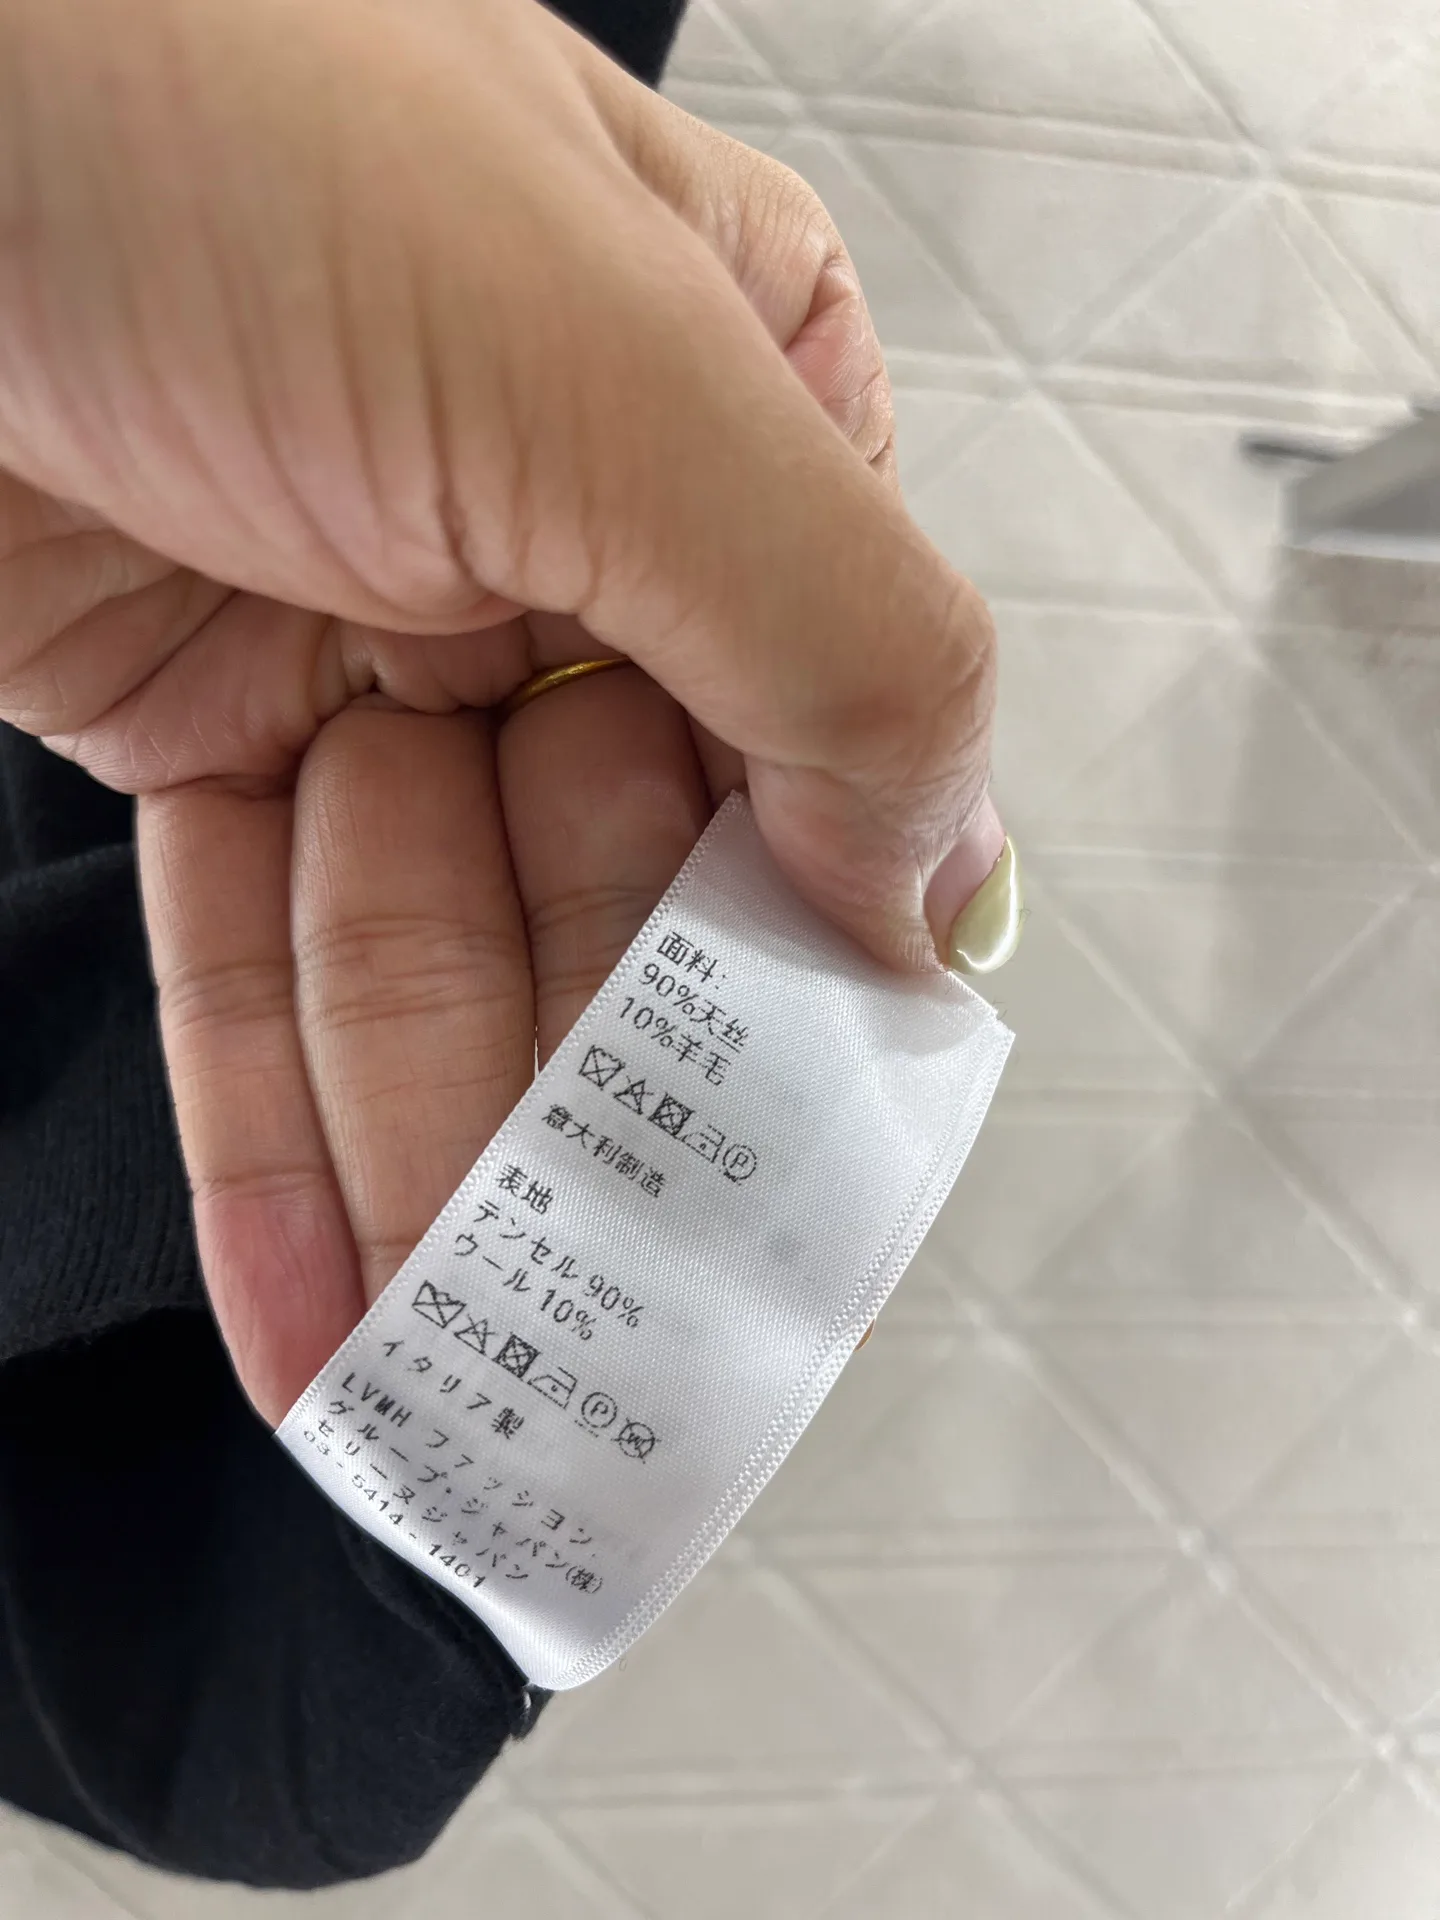 面料:
90%天丝
10%羊毛
P
意大利制造
表地
テンセル 90%
ウール 10%
P W
イタリア製
LVMH ファッション.
グループ・ジャパン(株)
セリーヌ ジャパン
03-5414-1401